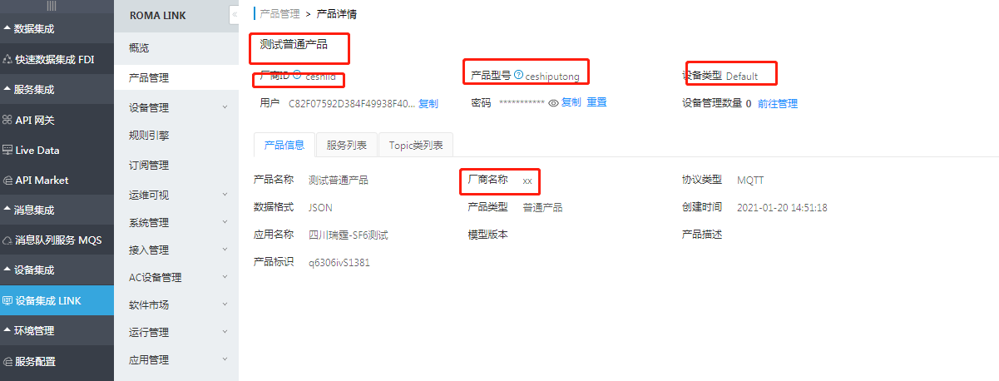 数据集成
快速数据集成 FDI
服务集成
API 网关
Live Data
API Market
消息集成
消息队列服务 MQS
设备集成
设备集成 LINK
环境管理
服务配置
ROMA LINK
概览
产品管理
设备管理
规则引擎
订阅管理
运维可视
系统管理
接入管理
AC设备管理
软件市场
运行管理
应用管理
产品管理 > 产品详情
测试普通产品
厂商ID ceshiid 产品型号 ceshiputong 设备类型 Default
用户 C82F07592D384F49938F40... 复制 密码 *********** 复制 重置 设备管理数量 0 前往管理
产品信息 服务列表 Topic类列表
产品名称 测试普通产品 厂商名称 xx 协议类型 MQTT
数据格式 JSON 产品类型 普通产品 创建时间 2021-01-20 14:51:18
应用名称 四川瑞霆-SF6测试 模型版本 产品描述
产品标识 q6306ivS1381